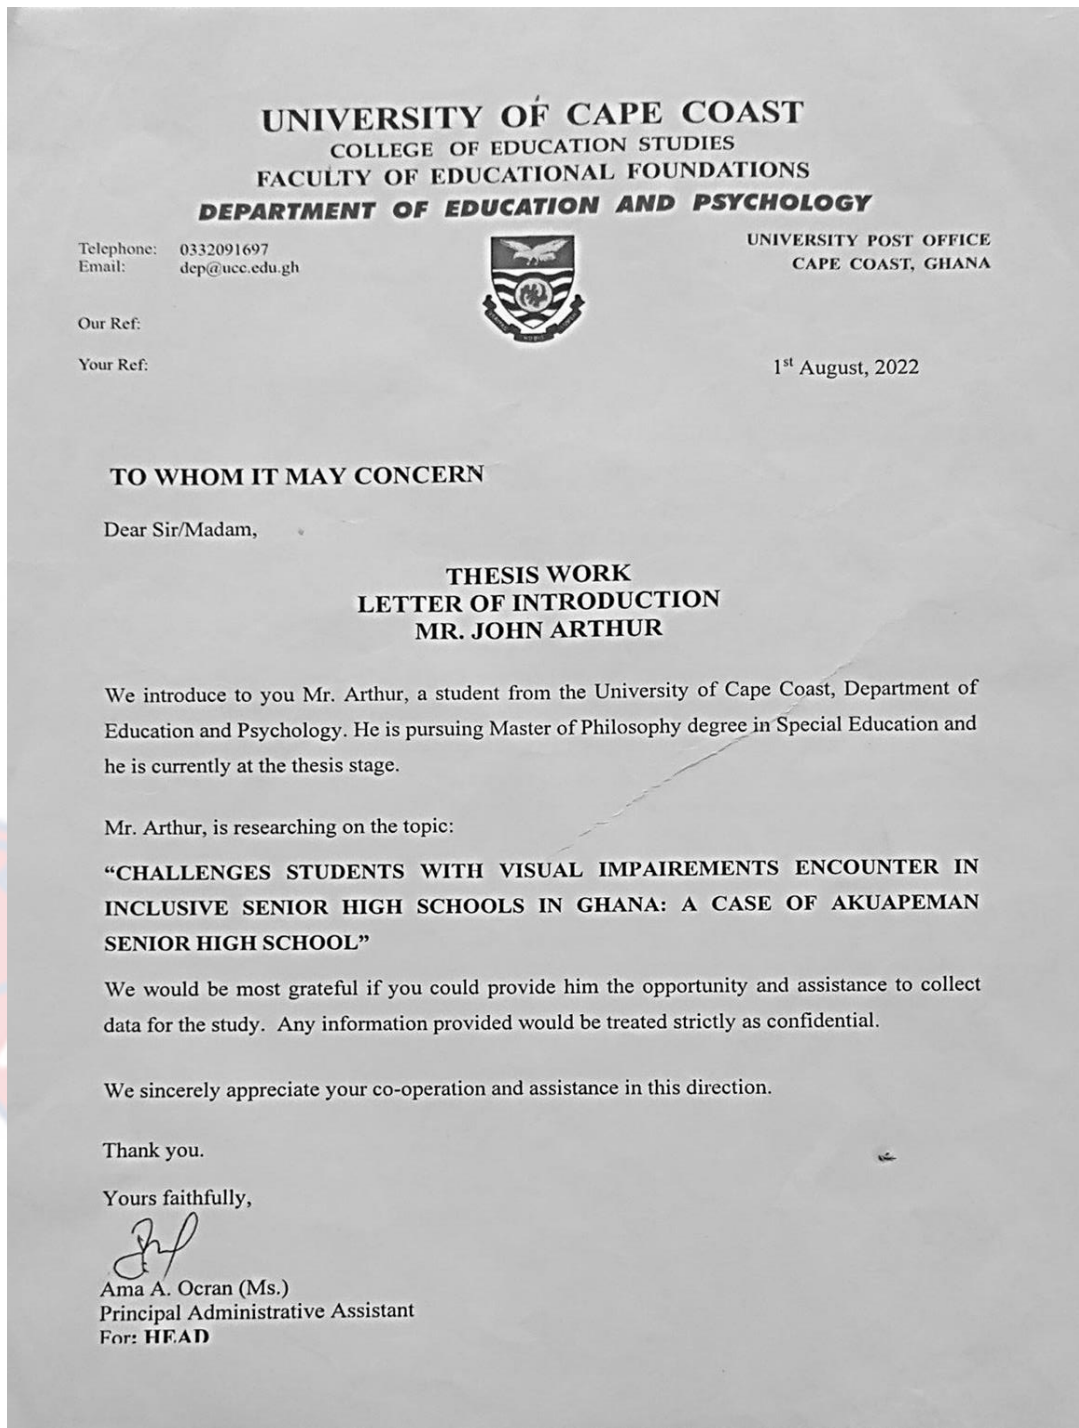 UNIVERSITY OF CAPE COAST
COLLEGE OF EDUCATION STUDIES
FACULTY OF EDUCATIONAL FOUNDATIONS
DEPARTMENT OF EDUCATION AND PSYCHOLOGY
Telephone: 0332091697
Email: dep@ucc.edu.gh
UNIVERSITY POST OFFICE
CAPE COAST, GHANA
Our Ref:
Your Ref:
1st August, 2022
TO WHOM IT MAY CONCERN
Dear Sir/Madam,
THESIS WORK
LETTER OF INTRODUCTION
MR. JOHN ARTHUR
We introduce to you Mr. Arthur, a student from the University of Cape Coast, Department of
Education and Psychology. He is pursuing Master of Philosophy degree in Special Education and
he is currently at the thesis stage.
Mr. Arthur, is researching on the topic:
“CHALLENGES STUDENTS WITH VISUAL IMPAIREMENTS ENCOUNTER IN
INCLUSIVE SENIOR HIGH SCHOOLS IN GHANA: A CASE OF AKUAPEMAN
SENIOR HIGH SCHOOL”
We would be most grateful if you could provide him the opportunity and assistance to collect
data for the study. Any information provided would be treated strictly as confidential.
We sincerely appreciate your co-operation and assistance in this direction.
Thank you.
Yours faithfully,
Ama A. Ocran (Ms.)
Principal Administrative Assistant
For: HEAD